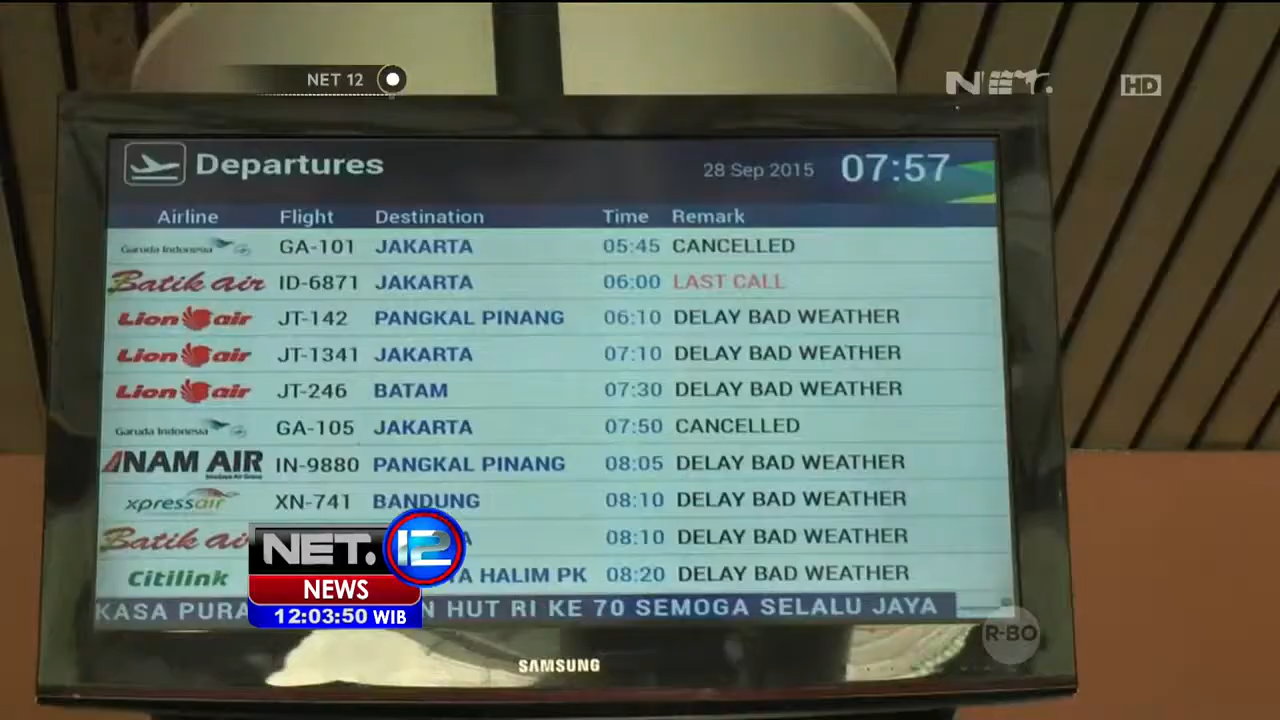 NET 12
NET.
HD
Departures 28 Sep 2015 07:57
Airline Flight Destination Time Remark
Garuda Indonesia GA-101 JAKARTA 05:45 CANCELLED
Batik air ID-6871 JAKARTA 06:00 LAST CALL
Lion air JT-142 PANGKAL PINANG 06:10 DELAY BAD WEATHER
Lion air JT-1341 JAKARTA 07:10 DELAY BAD WEATHER
Lion air JT-246 BATAM 07:30 DELAY BAD WEATHER
Garuda Indonesia GA-105 JAKARTA 07:50 CANCELLED
NAM AIR IN-9880 PANGKAL PINANG 08:05 DELAY BAD WEATHER
xpressair XN-741 BANDUNG 08:10 DELAY BAD WEATHER
Batik air 08:10 DELAY BAD WEATHER
Citilink HALIM PK 08:20 DELAY BAD WEATHER
KASA PURA HUT RI KE 70 SEMOGA SELALU JAYA
NET. 12
NEWS
12:03:50 WIB
R-BO
SAMSUNG